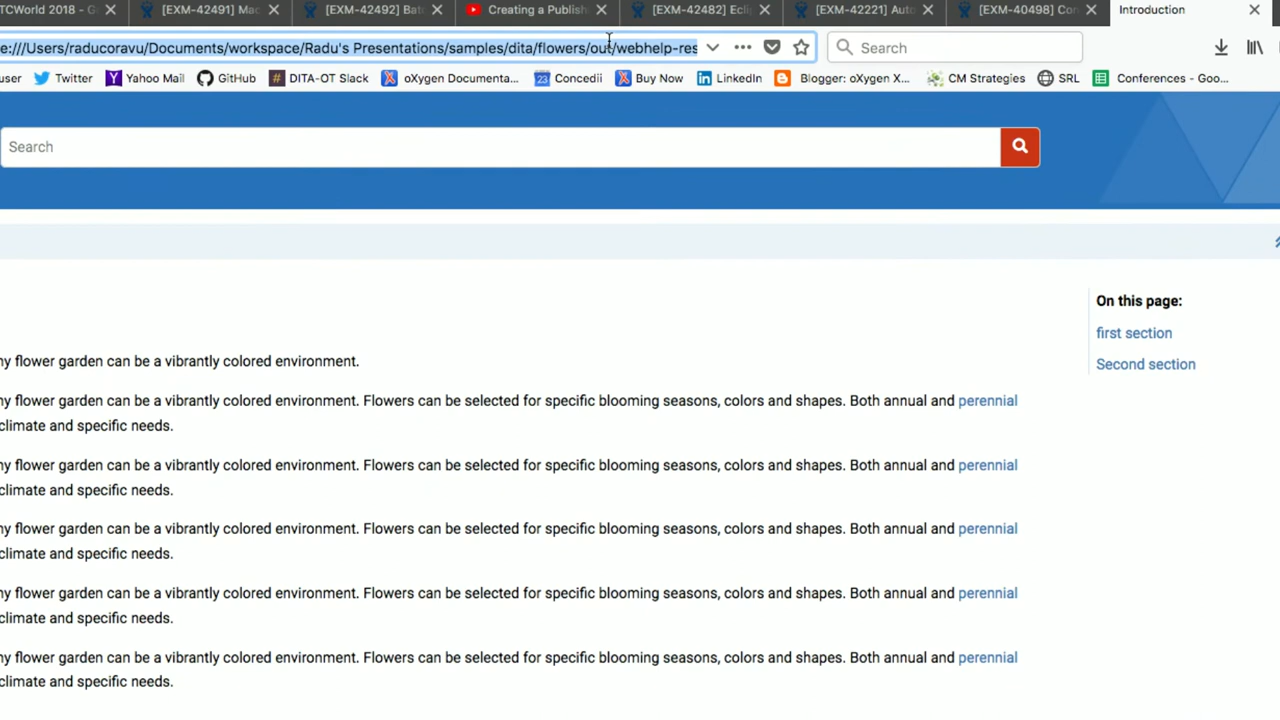 TCWorld 2018 - G
[EXM-42491] Mac
[EXM-42492] Bat
Creating a Publish
[EXM-42482] Ecli
[EXM-42221] Auto
[EXM-40498] Con
Introduction
e:///Users/raducoravu/Documents/workspace/Radu's Presentations/samples/dita/flowers/out/webhelp-res
Search
user
Twitter
Yahoo Mail
GitHub
DITA-OT Slack
oXygen Documenta...
Concedii
Buy Now
LinkedIn
Blogger: oXygen X...
CM Strategies
SRL
Conferences - Goo...
Search
On this page:
first section
Second section
ny flower garden can be a vibrantly colored environment.
ny flower garden can be a vibrantly colored environment. Flowers can be selected for specific blooming seasons, colors and shapes. Both annual and perennial
climate and specific needs.
ny flower garden can be a vibrantly colored environment. Flowers can be selected for specific blooming seasons, colors and shapes. Both annual and perennial
climate and specific needs.
ny flower garden can be a vibrantly colored environment. Flowers can be selected for specific blooming seasons, colors and shapes. Both annual and perennial
climate and specific needs.
ny flower garden can be a vibrantly colored environment. Flowers can be selected for specific blooming seasons, colors and shapes. Both annual and perennial
climate and specific needs.
ny flower garden can be a vibrantly colored environment. Flowers can be selected for specific blooming seasons, colors and shapes. Both annual and perennial
climate and specific needs.